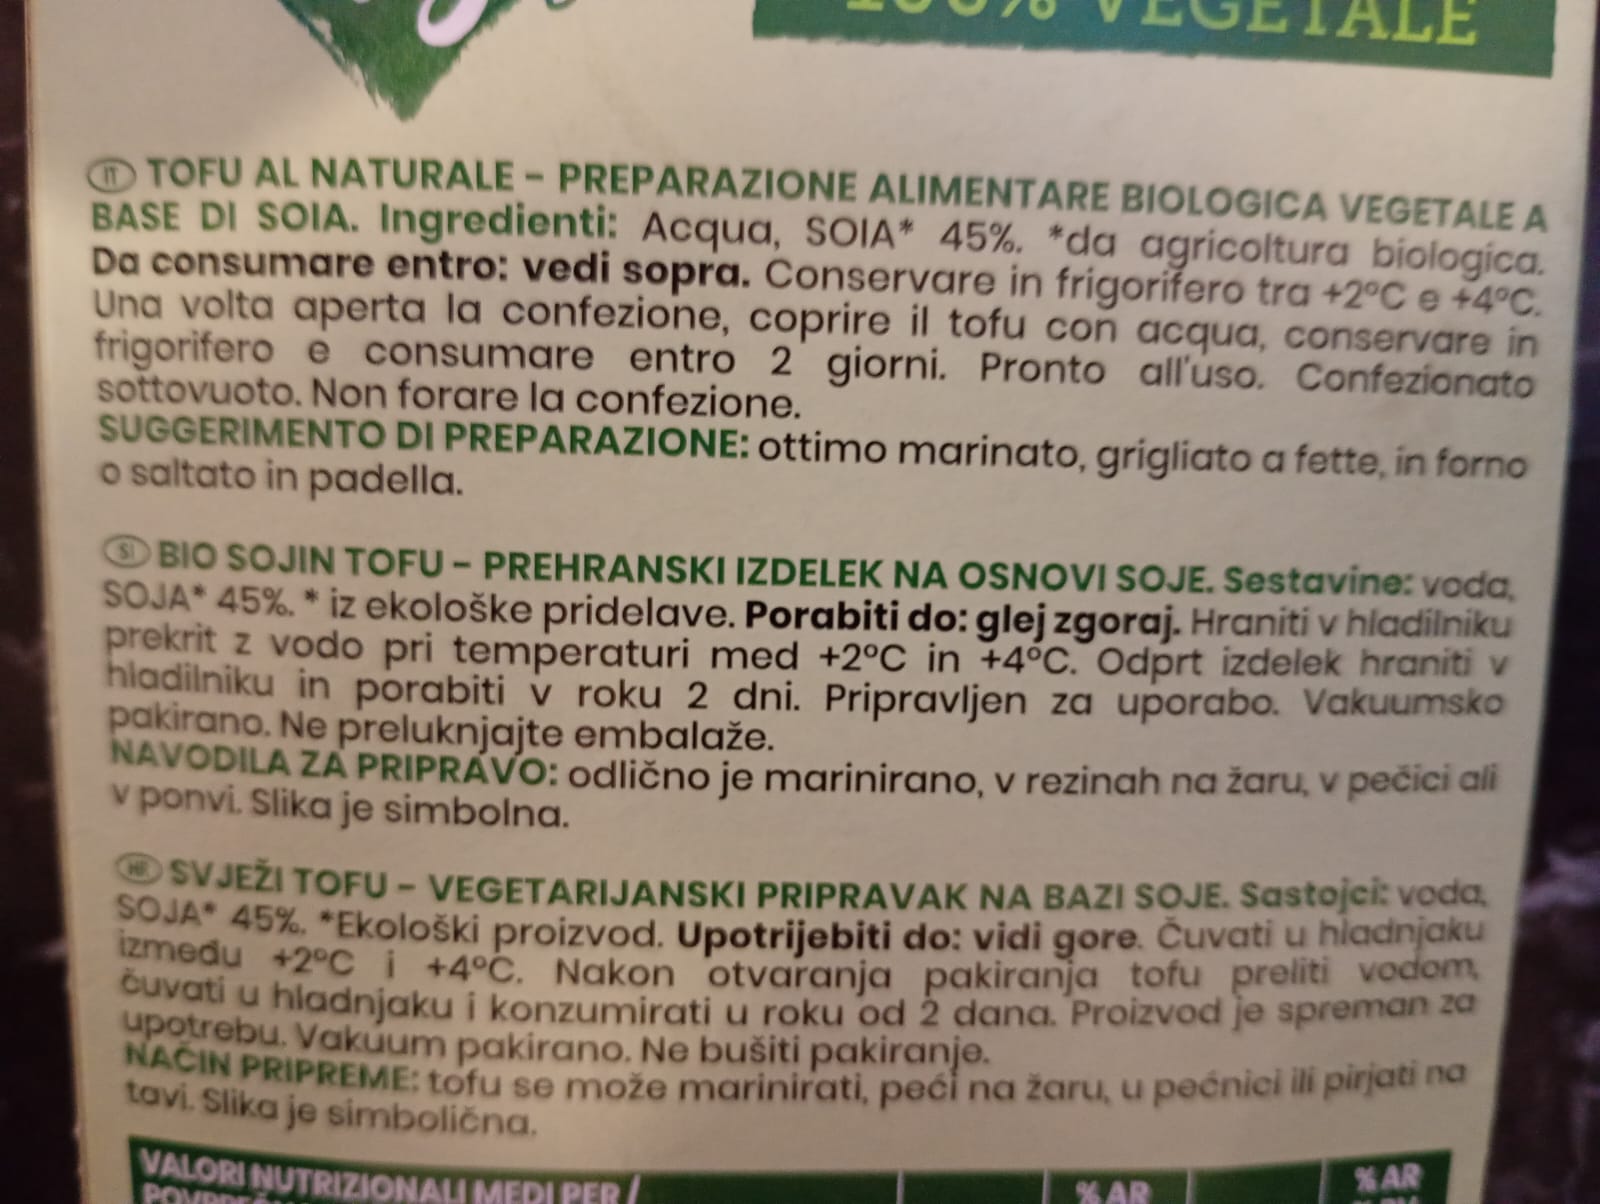 100% VEGETALE
IT TOFU AL NATURALE - PREPARAZIONE ALIMENTARE BIOLOGICA VEGETALE A
BASE DI SOIA. Ingredienti: Acqua, SOIA* 45%. *da agricoltura biologica.
Da consumare entro: vedi sopra. Conservare in frigorifero tra +2°C e +4°C.
Una volta aperta la confezione, coprire il tofu con acqua, conservare in
frigorifero e consumare entro 2 giorni. Pronto all'uso. Confezionato
sottovuoto. Non forare la confezione.
SUGGERIMENTO DI PREPARAZIONE: ottimo marinato, grigliato a fette, in forno
o saltato in padella.
SI BIO SOJIN TOFU - PREHRANSKI IZDELEK NA OSNOVI SOJE. Sestavine: voda,
SOJA* 45%. * iz ekološke pridelave. Porabiti do: glej zgoraj. Hraniti v hladilniku
prekrit z vodo pri temperaturi med +2°C in +4°C. Odprt izdelek hraniti v
hladilniku in porabiti v roku 2 dni. Pripravljen za uporabo. Vakuumsko
pakirano. Ne preluknjajte embalaže.
NAVODILA ZA PRIPRAVO: odlično je marinirano, v rezinah na žaru, v pečici ali
v ponvi. Slika je simbolna.
HR SVJEŽI TOFU - VEGETARIJANSKI PRIPRAVAK NA BAZI SOJE. Sastojci: voda,
SOJA* 45%. *Ekološki proizvod. Upotrijebiti do: vidi gore. Čuvati u hladnjaku
između +2°C i +4°C. Nakon otvaranja pakiranja tofu preliti vodom,
čuvati u hladnjaku i konzumirati u roku od 2 dana. Proizvod je spreman za
upotrebu. Vakuum pakirano. Ne bušiti pakiranje.
NAČIN PRIPREME: tofu se može marinirati, peći na žaru, u pećnici ili pirjati na
tavi. Slika je simbolična.
VALORI NUTRIZIONALI MEDI PER /
% AR
% AR